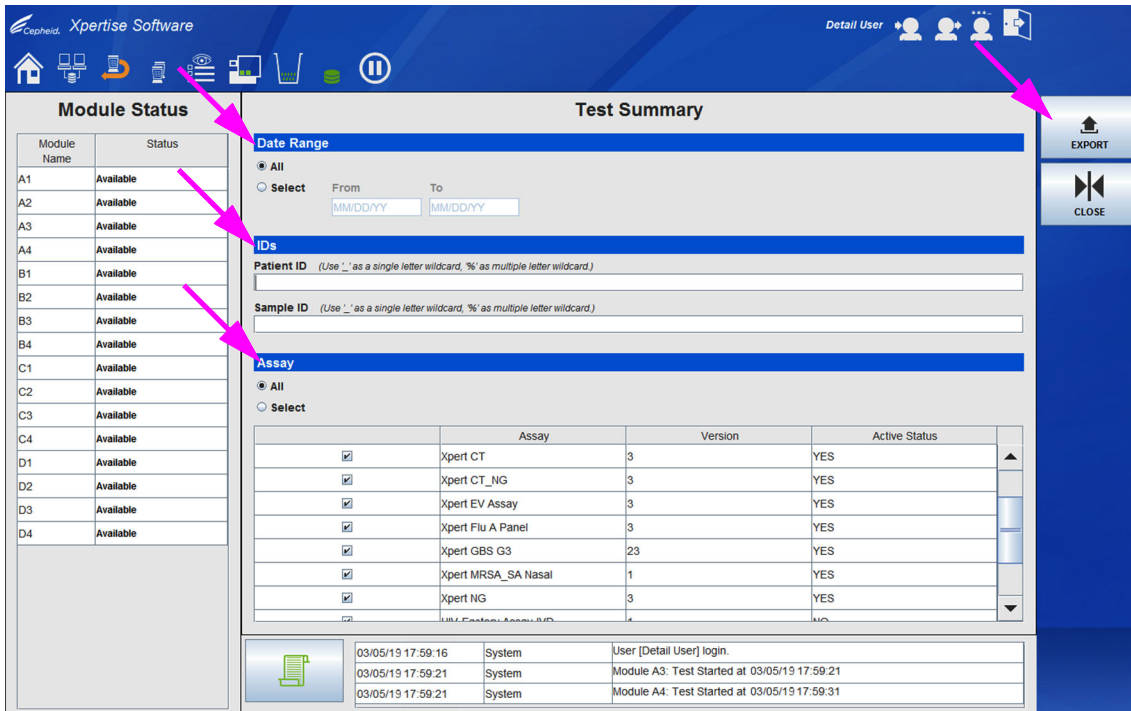 Cepheid. Xpertise Software
Detail User
Module Status
Module Name Status
A1 Available
A2 Available
A3 Available
A4 Available
B1 Available
B2 Available
B3 Available
B4 Available
C1 Available
C2 Available
C3 Available
C4 Available
D1 Available
D2 Available
D3 Available
D4 Available
Test Summary
Date Range
All
Select From To
MM/DD/YY MM/DD/YY
IDs
Patient ID (Use '_' as a single letter wildcard, '%' as multiple letter wildcard.)
Sample ID (Use '_' as a single letter wildcard, '%' as multiple letter wildcard.)
Assay
All
Select
Assay Version Active Status
Xpert CT 3 YES
Xpert CT_NG 3 YES
Xpert EV Assay 3 YES
Xpert Flu A Panel 3 YES
Xpert GBS G3 23 YES
Xpert MRSA_SA Nasal 1 YES
Xpert NG 3 YES
HIV Factory Assay IVD 1 NO
03/05/19 17:59:16 System User [Detail User] login.
03/05/19 17:59:21 System Module A3: Test Started at 03/05/19 17:59:21
03/05/19 17:59:21 System Module A4: Test Started at 03/05/19 17:59:31
EXPORT
CLOSE